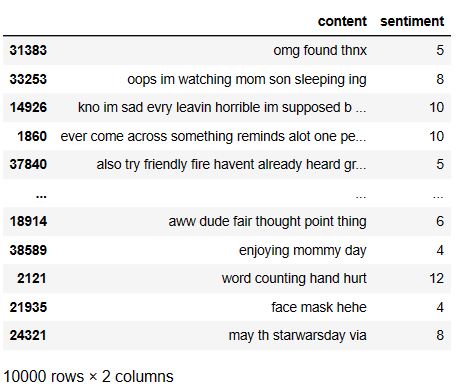 content sentiment
31383 omg found thnx 5
33253 oops im watching mom son sleeping ing 8
14926 kno im sad evry leavin horrible im supposed b ... 10
1860 ever come across something reminds alot one pe... 10
37840 also try friendly fire havent already heard gr... 5
... ... ...
18914 aww dude fair thought point thing 6
38589 enjoying mommy day 4
2121 word counting hand hurt 12
21935 face mask hehe 4
24321 may th starwarsday via 8
10000 rows × 2 columns